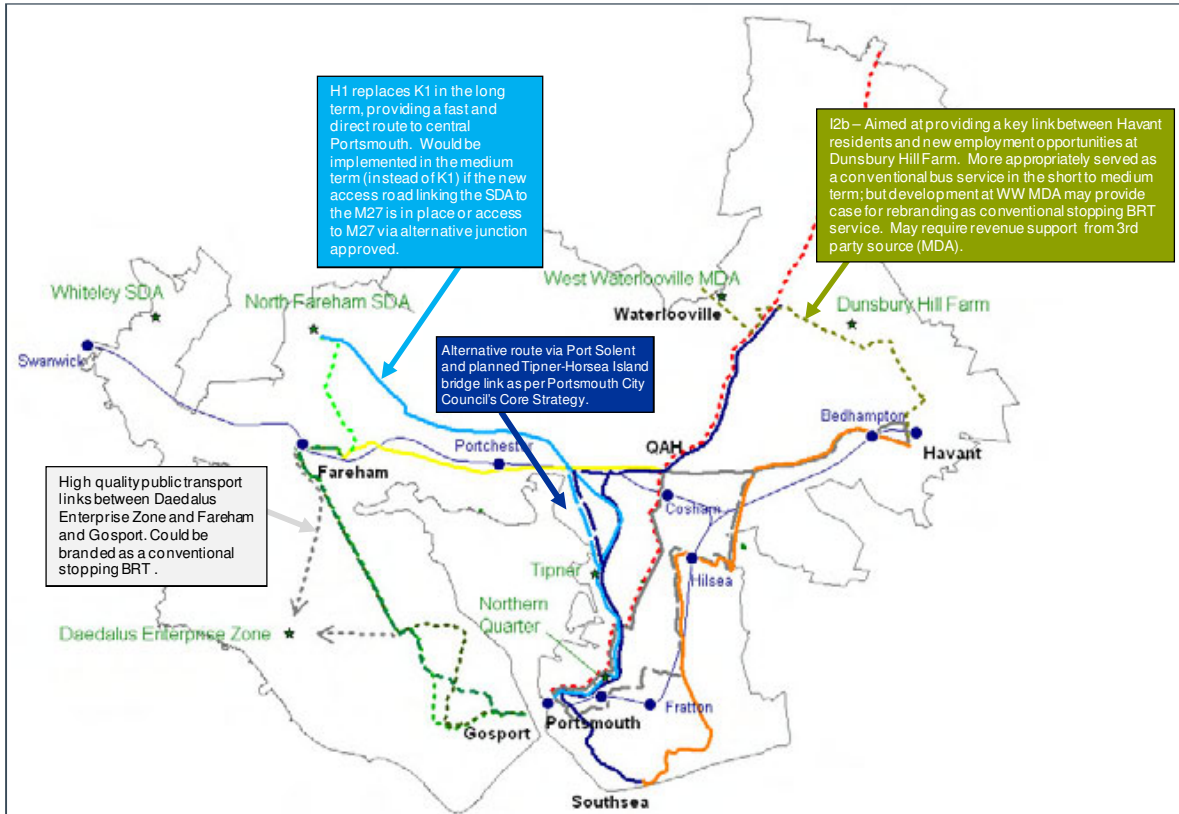 H1 replaces K1 in the long
term, providing a fast and
direct route to central
Portsmouth. Would be
implemented in the medium
term (instead of K1) if the new
access road linking the SDA to
the M27 is in place or access
to M27 via alternative junction
approved.
I2b – Aimed at providing a key link between Havant
residents and new employment opportunities at
Dunsbury Hill Farm. More appropriately served as
a conventional bus service in the short to medium
term; but development at WW MDA may provide
case for rebranding as conventional stopping BRT
service. May require revenue support from 3rd
party source (MDA).
West Waterlooville MDA
Whiteley SDA
North Fareham SDA
Waterlooville
Dunsbury Hill Farm
Swanwick
Alternative route via Port Solent
and planned Tipner-Horsea Island
bridge link as per Portsmouth City
Council's Core Strategy.
Bedhampton
Portchester
QAH
Havant
Fareham
High quality public transport
links between Daedalus
Enterprise Zone and Fareham
and Gosport. Could be
branded as a conventional
stopping BRT .
Cosham
Tipner
Hilsea
Northern
Quarter
Daedalus Enterprise Zone
Fratton
Portsmouth
Gosport
Southsea